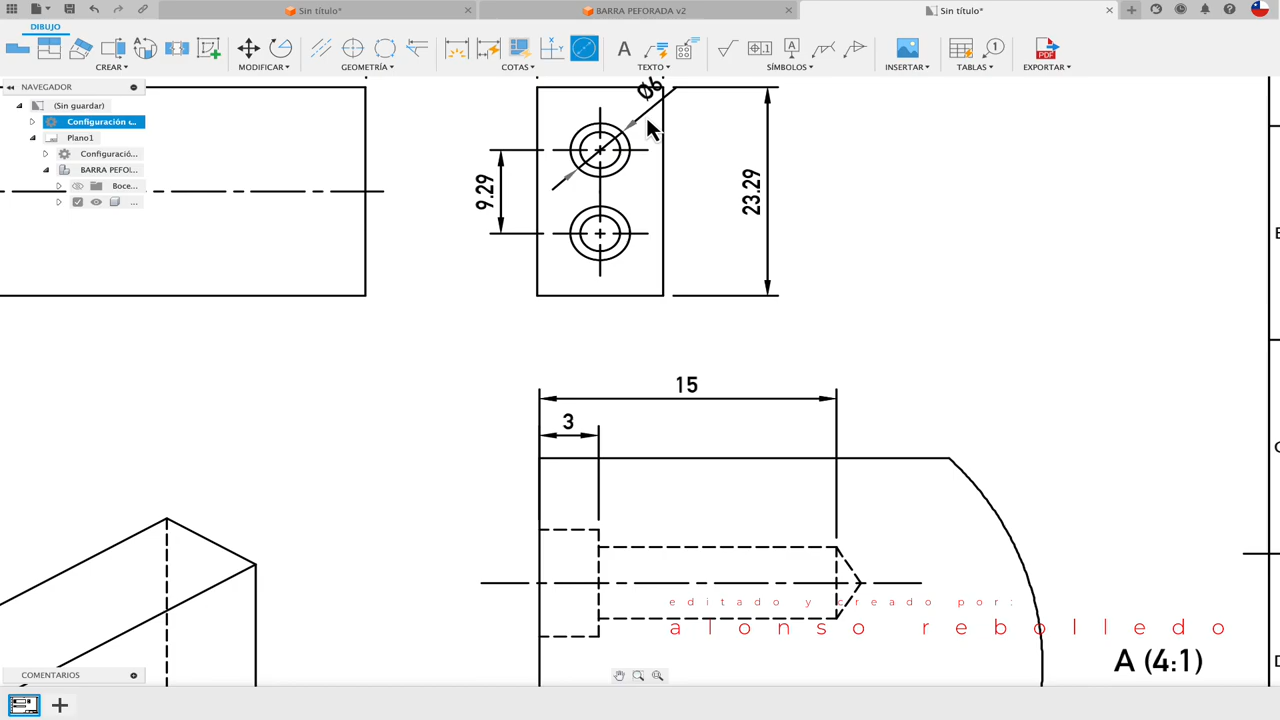 Sin título*
BARRA PEFORADA v2
Sin título*
DIBUJO
CREAR
MODIFICAR
GEOMETRÍA
COTAS
TEXTO
SÍMBOLOS
INSERTAR
TABLAS
EXPORTAR
NAVEGADOR
(Sin guardar)
Configuración c...
Plano1
Configuració...
BARRA PEFO...
Boce...
...
Ø6
9.29
23.29
15
3
editado y creado por:
alonso rebolledo
A (4:1)
COMENTARIOS